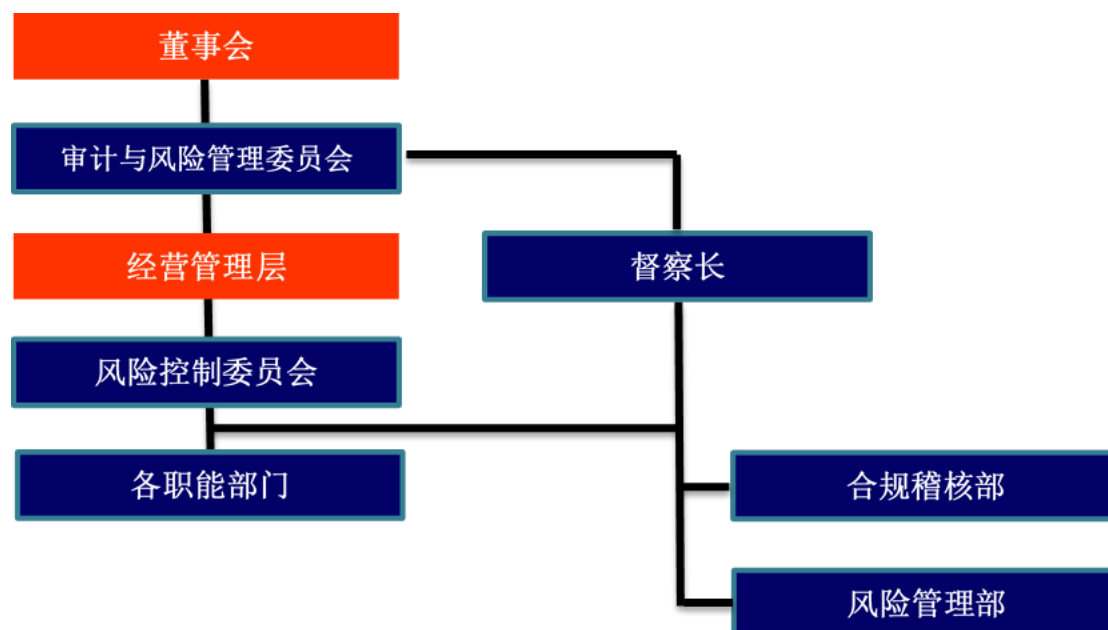 董事会
审计与风险管理委员会
经营管理层
督察长
风险控制委员会
各职能部门
合规稽核部
风险管理部